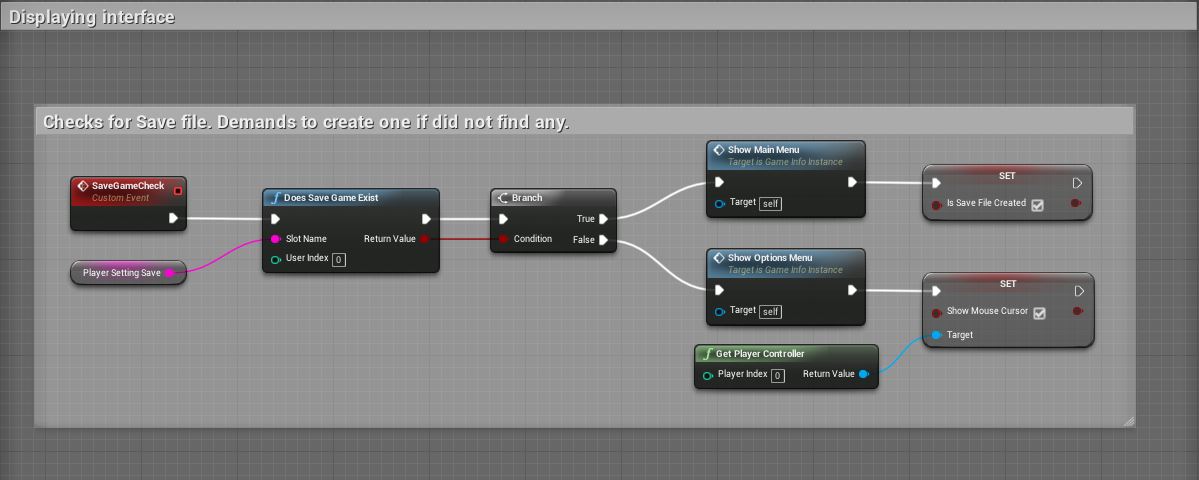 Displaying interface
Checks for Save file. Demands to create one if did not find any.
SaveGameCheck
Custom Event
Player Setting Save
Does Save Game Exist
Slot Name
Return Value
User Index 0
Branch
True
Condition
False
Show Main Menu
Target is Game Info Instance
Target self
SET
Is Save File Created
Show Options Menu
Target is Game Info Instance
Target self
SET
Show Mouse Cursor
Target
Get Player Controller
Player Index 0 Return Value